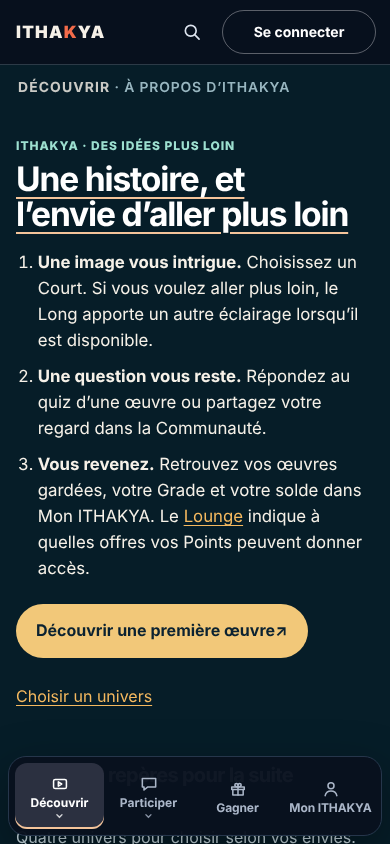 ITHAKYA
Se connecter
DÉCOUVRIR · À PROPOS D’ITHAKYA
ITHAKYA · DES IDÉES PLUS LOIN
Une histoire, et
l’envie d’aller plus loin
1. Une image vous intrigue. Choisissez un
Court. Si vous voulez aller plus loin, le
Long apporte un autre éclairage lorsqu’il
est disponible.
2. Une question vous reste. Répondez au
quiz d’une œuvre ou partagez votre
regard dans la Communauté.
3. Vous revenez. Retrouvez vos œuvres
gardées, votre Grade et votre solde dans
Mon ITHAKYA. Le Lounge indique à
quelles offres vos Points peuvent donner
accès.
Découvrir une première œuvre
Choisir un univers
repères pour la suite
Découvrir
Participer
Gagner
Mon ITHAKYA
Quatre univers pour choisir selon vos envies.